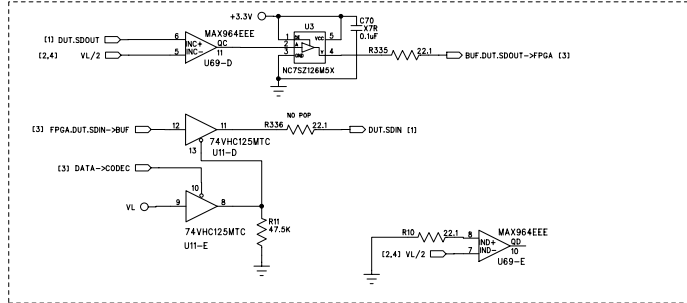 +3.3V
U3
C70
X7R
0.1uF
MAX964EEE
[1] DUT.SDOUT
6
INC+
QC
1
OE
VCC
5
[2,4] VL/2
5
INC-
11
2
A
3
GND
Y
4
R335
22.1
BUF.DUT.SDOUT->FPGA [3]
U69-D
NC7SZ126M5X
NO POP
[3] FPGA.DUT.SDIN->BUF
12
11
R336
22.1
DUT.SDIN [1]
13
74VHC125MTC
U11-D
[3] DATA->CODEC
10
VL
9
8
74VHC125MTC
U11-E
R11
47.5K
R10
22.1
8
IND+
MAX964EEE
QD
[2,4] VL/2
7
IND-
10
U69-E